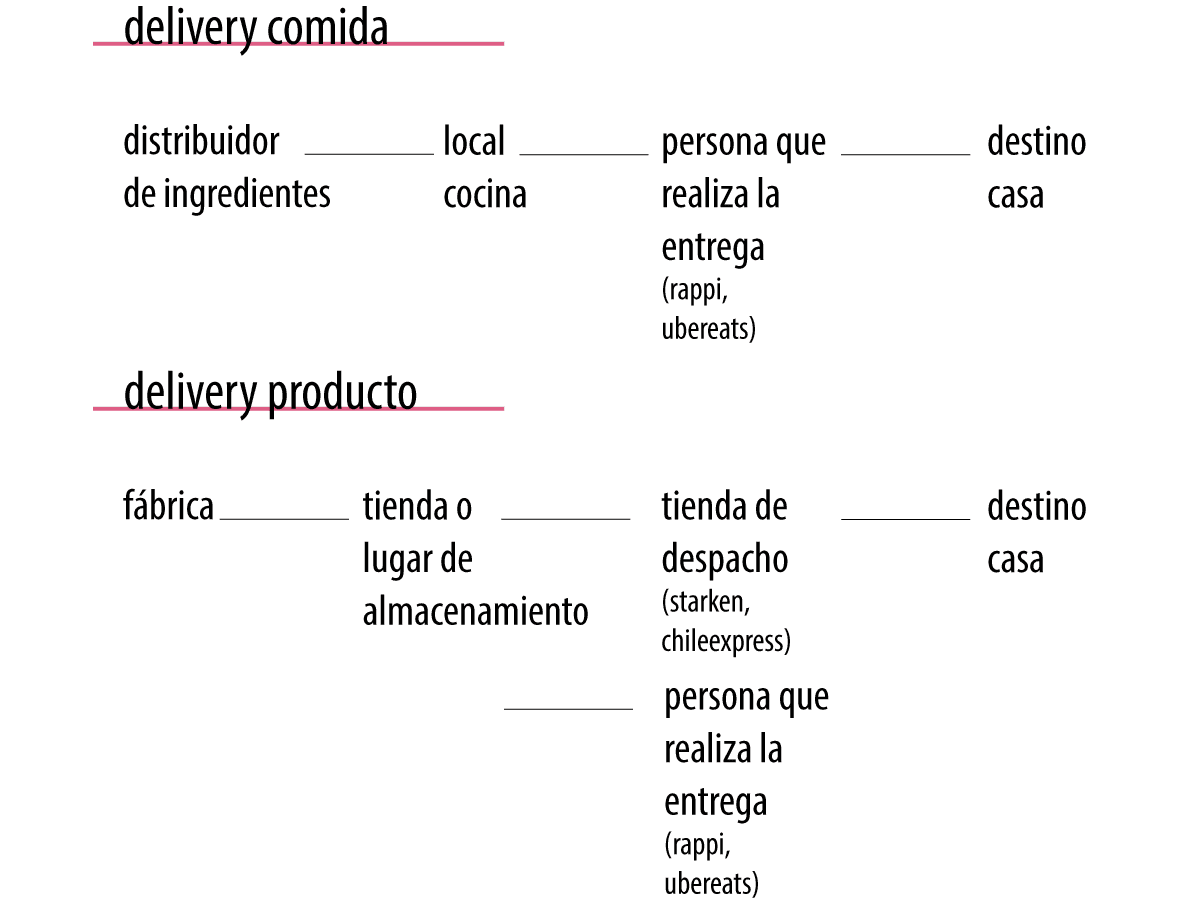 delivery comida
distribuidor local persona que destino
de ingredientes cocina realiza la casa
entrega
(rappi,
ubereats)
delivery producto
fábrica tienda o tienda de destino
lugar de despacho casa
almacenamiento (starken,
chileexpress)
persona que
realiza la
entrega
(rappi,
ubereats)